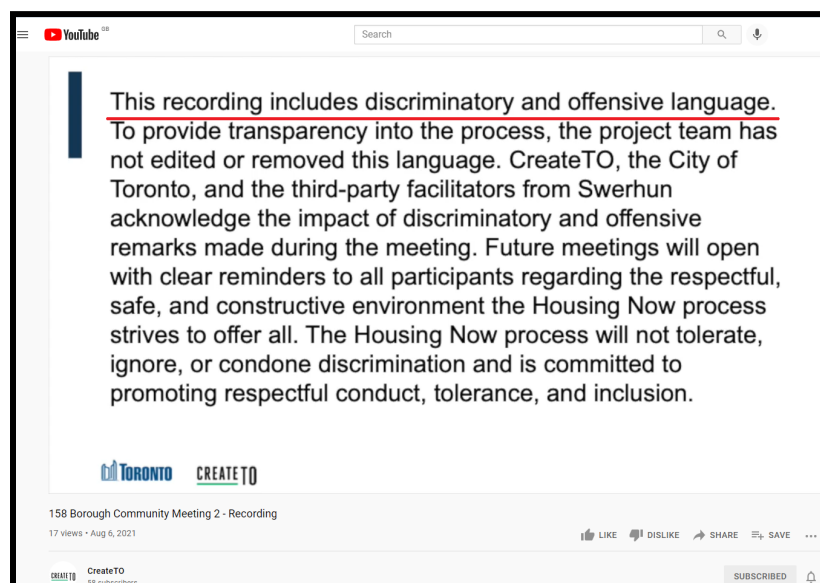 YouTube GB
Search
This recording includes discriminatory and offensive language.
To provide transparency into the process, the project team has
not edited or removed this language. CreateTO, the City of
Toronto, and the third-party facilitators from Swerhun
acknowledge the impact of discriminatory and offensive
remarks made during the meeting. Future meetings will open
with clear reminders to all participants regarding the respectful,
safe, and constructive environment the Housing Now process
strives to offer all. The Housing Now process will not tolerate,
ignore, or condone discrimination and is committed to
promoting respectful conduct, tolerance, and inclusion.
TORONTO CREATE TO
158 Borough Community Meeting 2 - Recording
17 views • Aug 6, 2021 LIKE DISLIKE SHARE SAVE
CREATE TO CreateTO
58 subscribers SUBSCRIBED